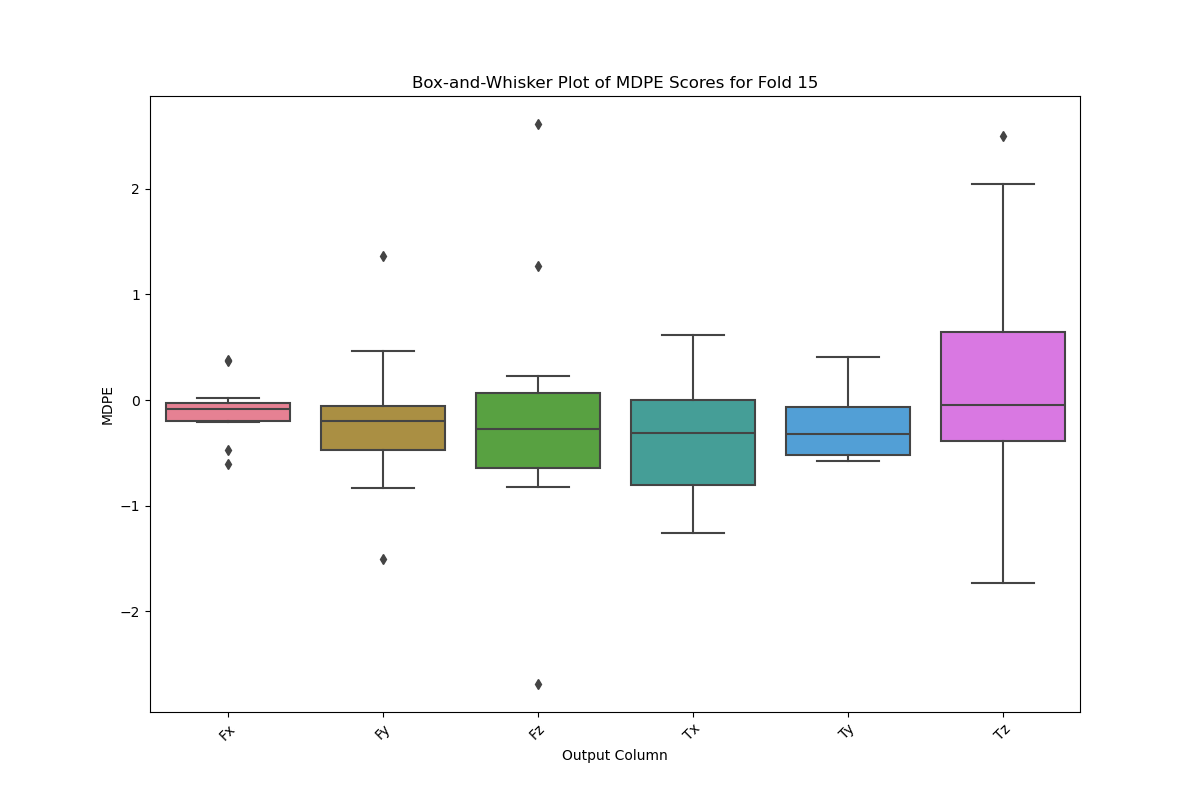 Box-and-Whisker Plot of MDPE Scores for Fold 15
MDPE
2
1
0
−1
−2
Fx
Fy
Fz
Tx
Ty
Tz
Output Column